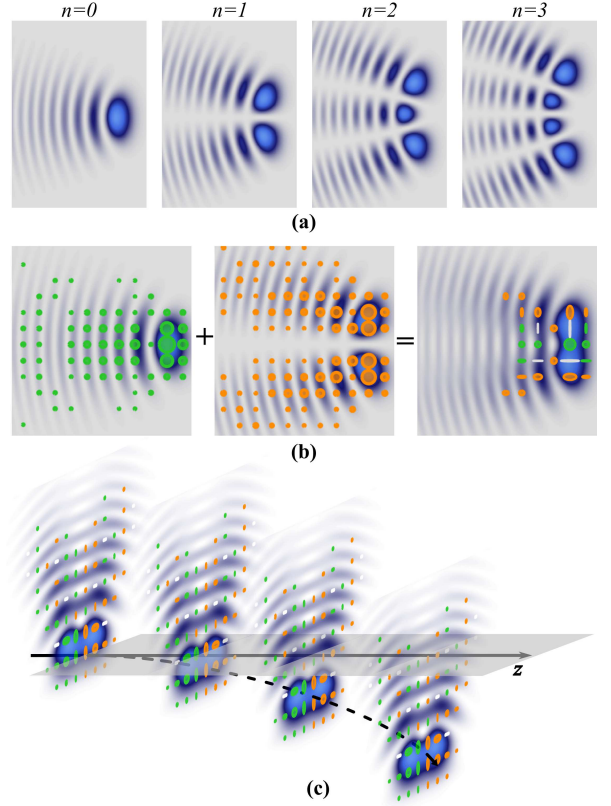 n=0 n=1 n=2 n=3
(a)
+ =
(b)
z
(c)